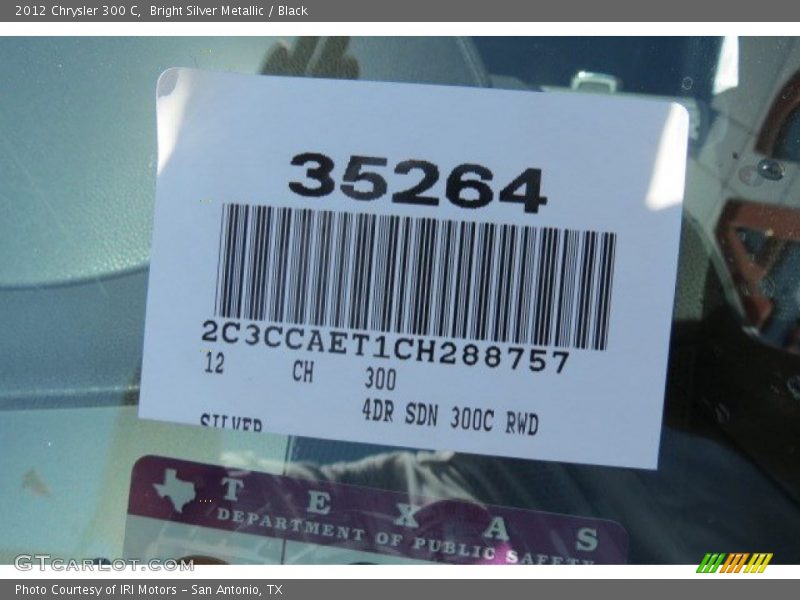 2012 Chrysler 300 C,  Bright Silver Metallic / Black
35264
2C3CCAET1CH288757
12 CH 300
4DR SDN 300C RWD
SILVER
TEXAS
DEPARTMENT OF PUBLIC SAFETY
GTCARLOT.COM
Photo Courtesy of IRI Motors – San Antonio, TX